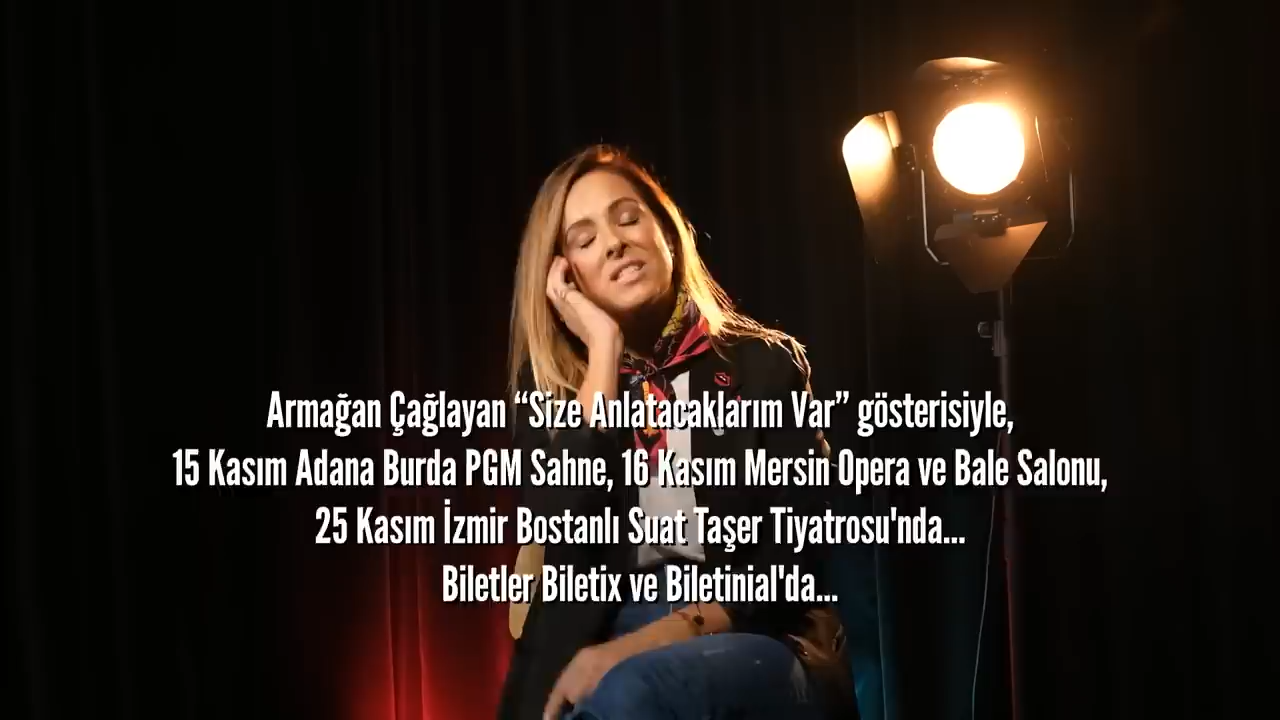 Armağan Çağlayan “Size Anlatacaklarım Var” gösterisiyle,
15 Kasım Adana Burda PGM Sahne, 16 Kasım Mersin Opera ve Bale Salonu,
25 Kasım İzmir Bostanlı Suat Taşer Tiyatrosu'nda...
Biletler Biletix ve Biletinial'da...